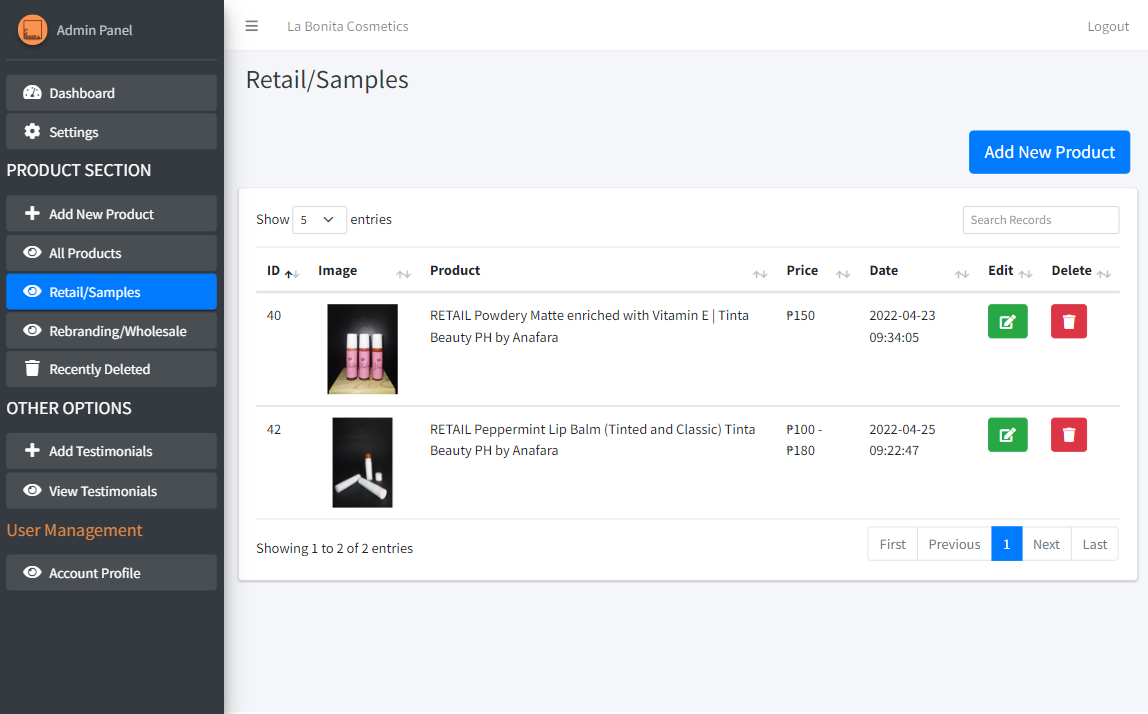 Admin Panel
La Bonita Cosmetics
Logout
Dashboard
Settings
PRODUCT SECTION
Add New Product
All Products
Retail/Samples
Rebranding/Wholesale
Recently Deleted
OTHER OPTIONS
Add Testimonials
View Testimonials
User Management
Account Profile
Retail/Samples
Add New Product
Show 5 entries
Search Records
ID Image Product Price Date Edit Delete
40 RETAIL Powdery Matte enriched with Vitamin E | Tinta ₱150 2022-04-23
Beauty PH by Anafara 09:34:05
42 RETAIL Peppermint Lip Balm (Tinted and Classic) Tinta ₱100 - 2022-04-25
Beauty PH by Anafara ₱180 09:22:47
Showing 1 to 2 of 2 entries
First Previous 1 Next Last